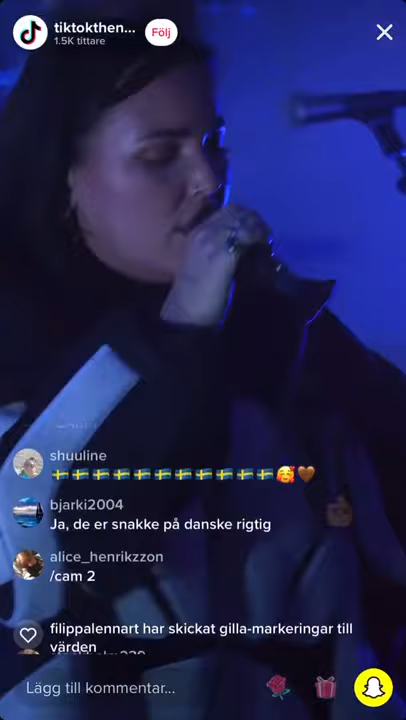 tiktokthen...
1.5K tittare
Följ
shuuline
🇸🇪🇸🇪🇸🇪🇸🇪🇸🇪🇸🇪🇸🇪🇸🇪🇸🇪🇸🇪🇸🇪🥰🤎
bjarki2004
Ja, de er snakke på danske rigtig
alice_henrikzzon
/cam 2
filippalennart har skickat gilla-markeringar till
värden
Lägg till kommentar...